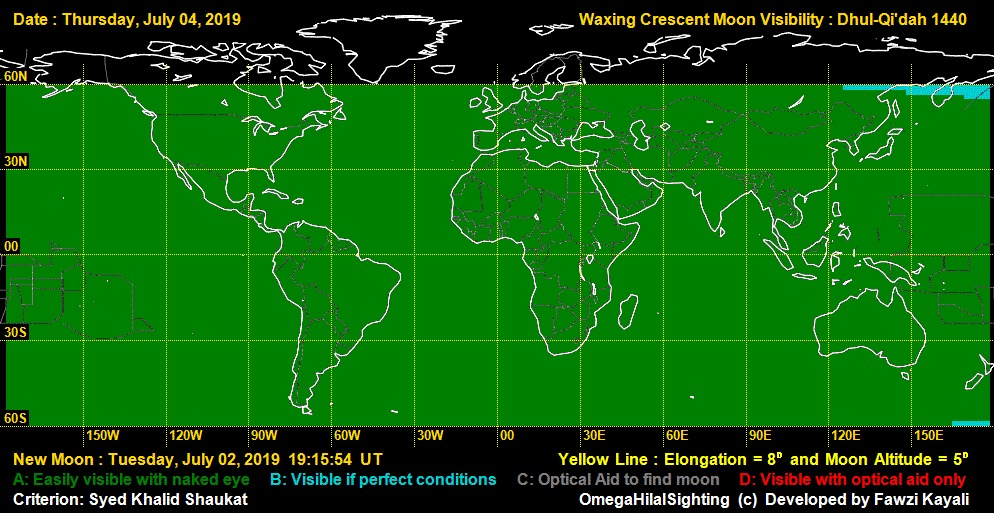 Date : Thursday, July 04, 2019 Waxing Crescent Moon Visibility : Dhul-Qi'dah 1440
60N
30N
00
30S
60S
150W 120W 90W 60W 30W 00 30E 60E 90E 120E 150E
New Moon : Tuesday, July 02, 2019 19:15:54 UT Yellow Line : Elongation = 8° and Moon Altitude = 5°
A: Easily visible with naked eye B: Visible if perfect conditions C: Optical Aid to find moon D: Visible with optical aid only
Criterion: Syed Khalid Shaukat OmegaHilalSighting (c) Developed by Fawzi Kayali